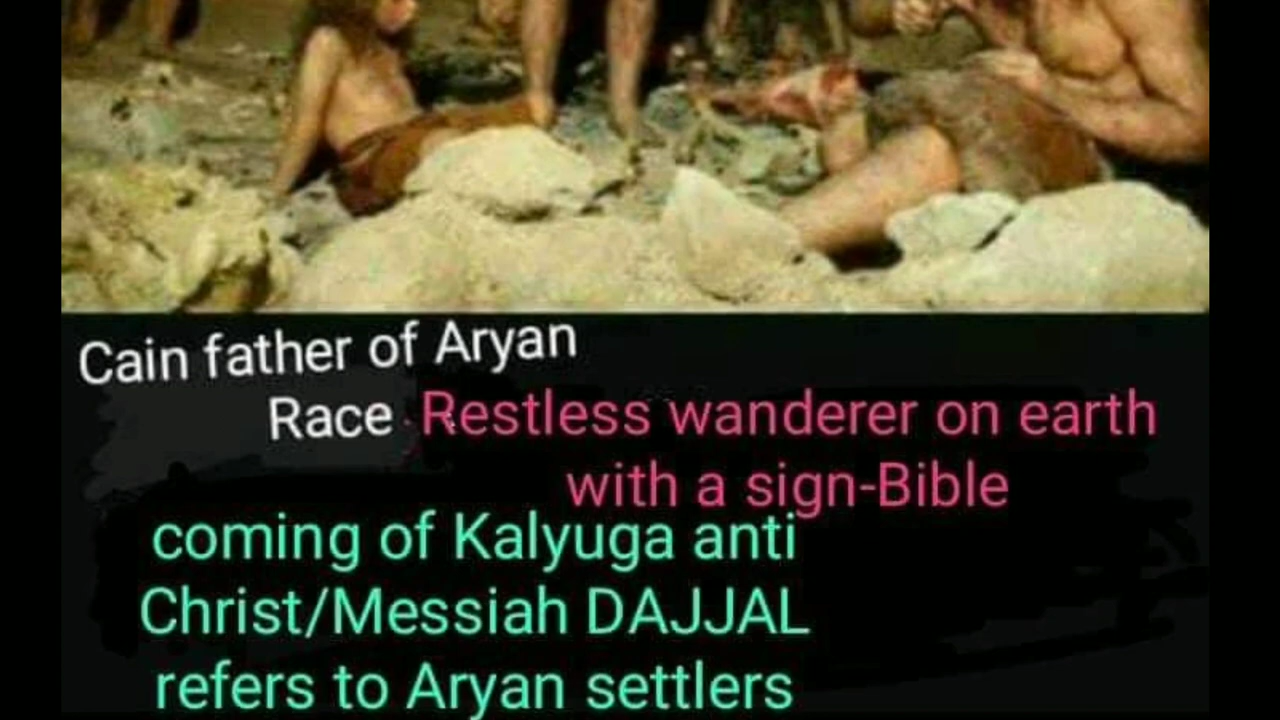 Cain father of Aryan
Race Restless wanderer on earth
with a sign-Bible
coming of Kalyuga anti
Christ/Messiah DAJJAL
refers to Aryan settlers